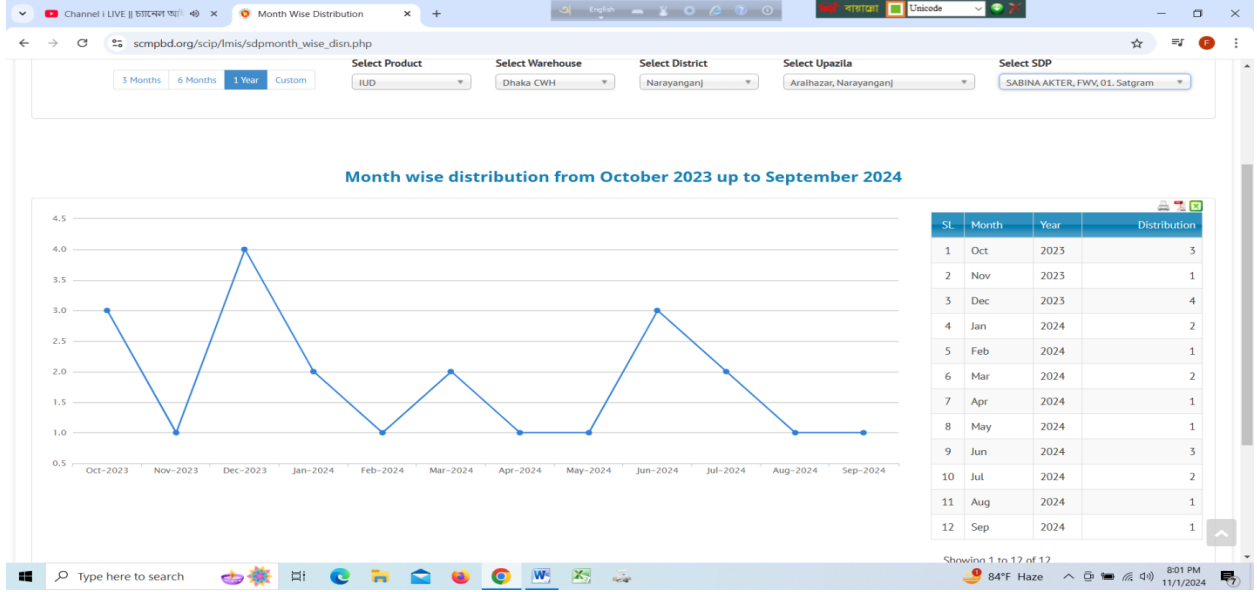 Channel i LIVE || চ্যানেল আই
Month Wise Distribution
English
বায়ান্নো
Unicode
scmpbd.org/scip/lmis/sdpmonth_wise_disn.php
F
Select Product Select Warehouse Select District Select Upazila Select SDP
3 Months 6 Months 1 Year Custom IUD Dhaka CWH Narayanganj Araihazar, Narayanganj SABINA AKTER, FWV, 01. Satgram
Month wise distribution from October 2023 up to September 2024
4.5
4.0
3.5
3.0
2.5
2.0
1.5
1.0
0.5
Oct-2023 Nov-2023 Dec-2023 Jan-2024 Feb-2024 Mar-2024 Apr-2024 May-2024 Jun-2024 Jul-2024 Aug-2024 Sep-2024
SL Month Year Distribution
1 Oct 2023 3
2 Nov 2023 1
3 Dec 2023 4
4 Jan 2024 2
5 Feb 2024 1
6 Mar 2024 2
7 Apr 2024 1
8 May 2024 1
9 Jun 2024 3
10 Jul 2024 2
11 Aug 2024 1
12 Sep 2024 1
Showing 1 to 12 of 12
Type here to search
84°F Haze
8:01 PM
11/1/2024